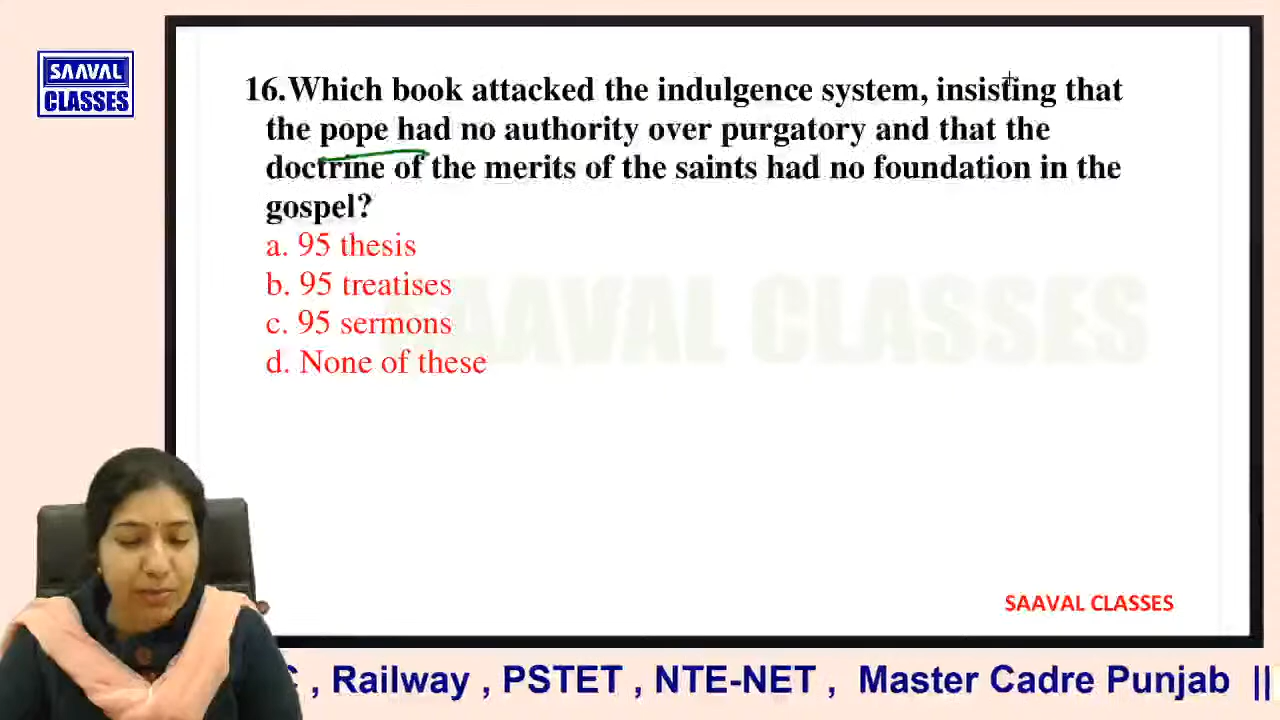 SAAVAL
CLASSES
16.Which book attacked the indulgence system, insisting that
the pope had no authority over purgatory and that the
doctrine of the merits of the saints had no foundation in the
gospel?
a. 95 thesis
b. 95 treatises
c. 95 sermons
d. None of these
SAAVAL CLASSES
SAAVAL CLASSES
C , Railway , PSTET , NTE-NET , Master Cadre Punjab ||